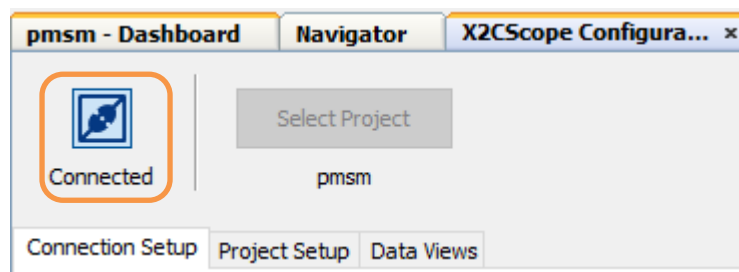 pmsm - Dashboard Navigator X2CScope Configura... ×
Select Project
Connected pmsm
Connection Setup Project Setup Data Views